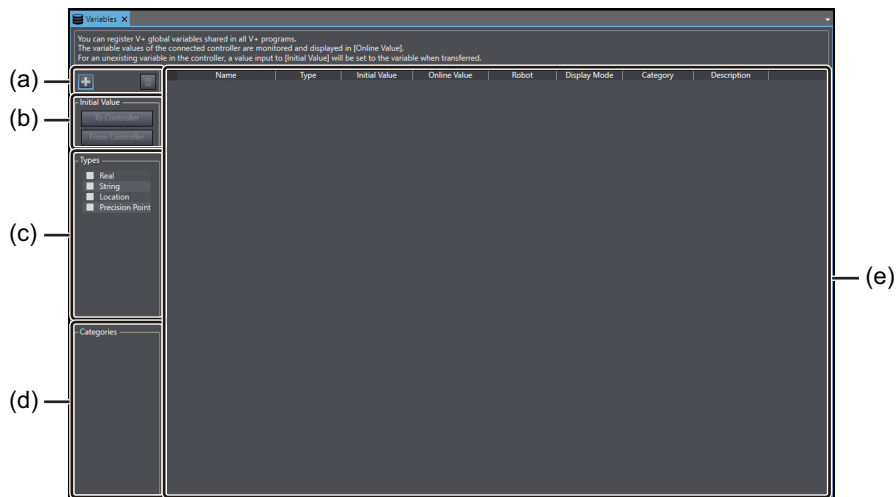 Variables
You can register V+ global variables shared in all V+ programs.
The variable values of the connected controller are monitored and displayed in [Online Value].
For an unexisting variable in the controller, a value input to [Initial Value] will be set to the variable when transferred.
(a)
Name Type Initial Value Online Value Robot Display Mode Category Description
(b)
Initial Value
To Controller
From Controller
(c)
Types
Real
String
Location
Precision Point
(e)
(d)
Categories